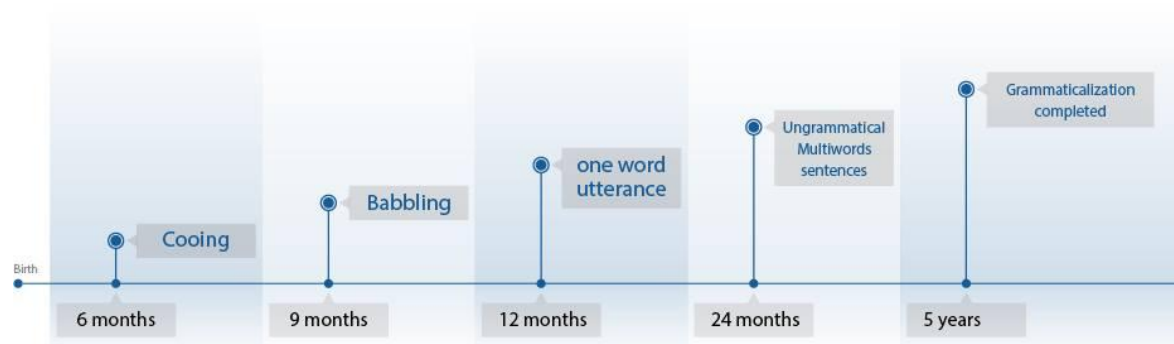 Grammaticalization
completed
Ungrammatical
Multiwords
sentences
one word
utterance
Babbling
Cooing
Birth
6 months
9 months
12 months
24 months
5 years